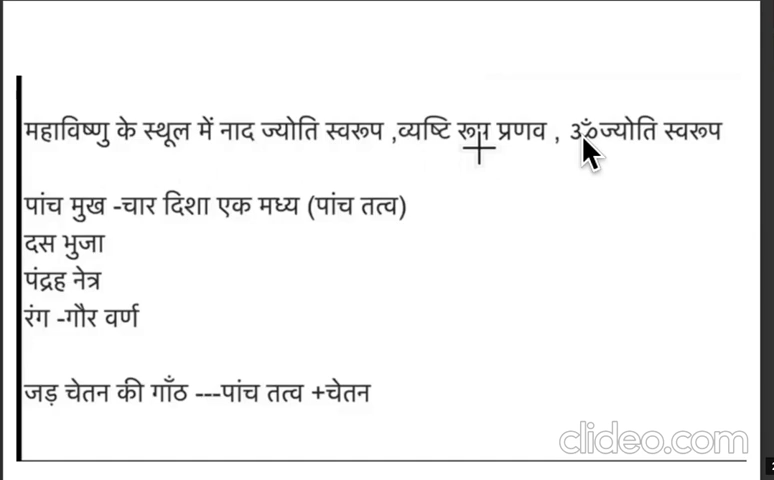 महाविष्णु के स्थूल में नाद ज्योति स्वरूप ,व्यष्टि रूप प्रणव , ॐज्योति स्वरूप
पांच मुख -चार दिशा एक मध्य (पांच तत्व)
दस भुजा
पंद्रह नेत्र
रंग -गौर वर्ण
जड़ चेतन की गाँठ ---पांच तत्व +चेतन
clideo.com